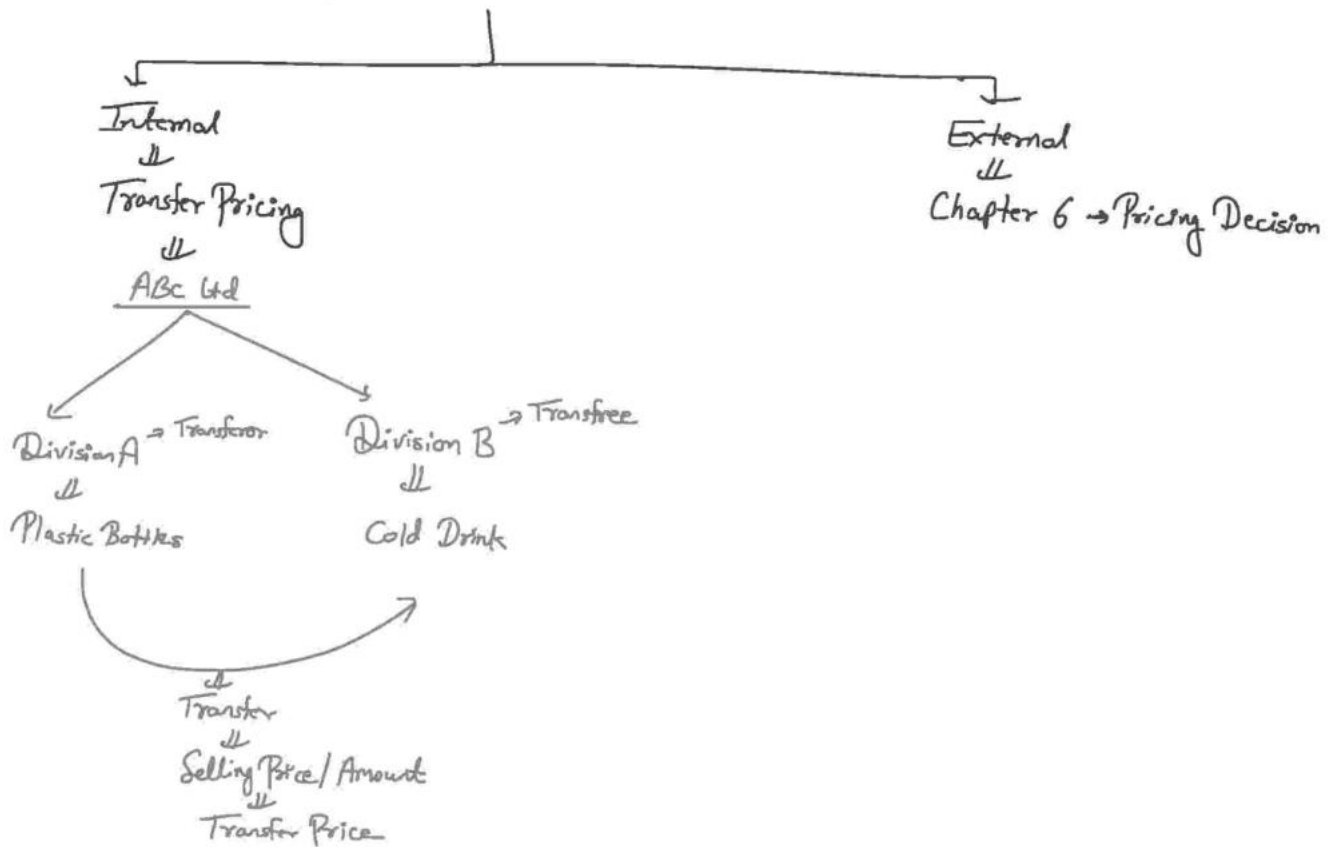 Internal
External
⇓
⇓
Transfer Pricing
Chapter 6 → Pricing Decision
⇓
ABC Ltd
Division A → Transferor
Division B → Transfree
⇓
⇓
Plastic Bottles
Cold Drink
⇓
Transfer
⇓
Selling Price / Amount
⇓
Transfer Price